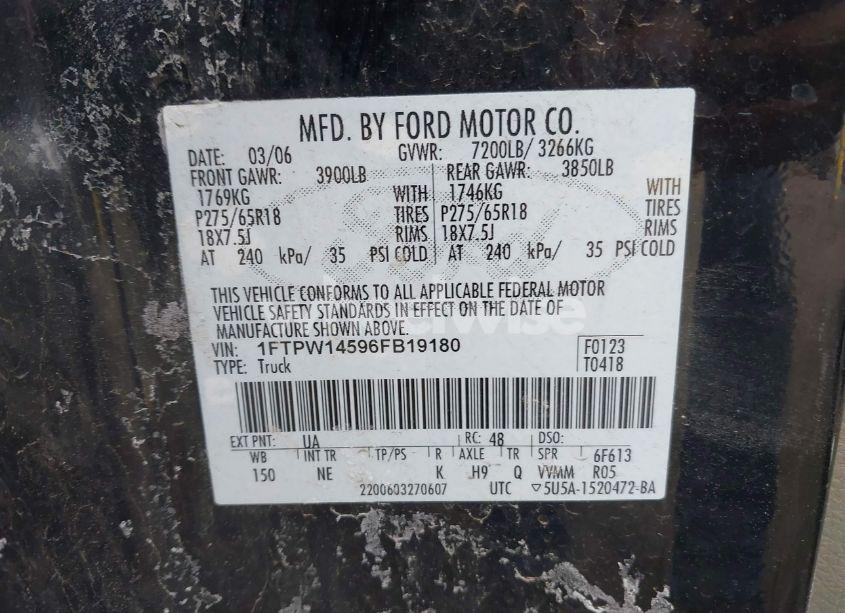 MFD. BY FORD MOTOR CO.
DATE: 03/06 GVWR: 7200LB/ 3266KG
FRONT GAWR: 3900LB REAR GAWR: 3850LB
1769KG WITH 1746KG WITH
P275/65R18 TIRES P275/65R18 TIRES
18X7.5J RIMS 18X7.5J RIMS
AT 240 kPa/ 35 PSI COLD AT 240 kPa/ 35 PSI COLD
THIS VEHICLE CONFORMS TO ALL APPLICABLE FEDERAL MOTOR
VEHICLE SAFETY STANDARDS IN EFFECT ON THE DATE OF
MANUFACTURE SHOWN ABOVE.
VIN: 1FTPW14596FB19180 F0123
TYPE: Truck T0418
EXT PNT: UA RC: 48 DSO:
WB INT TR TP/PS R AXLE TR SPR 6F613
150 NE K H9 Q VVMM R05
2200603270607 UTC ▽5U5A-1520472-BA